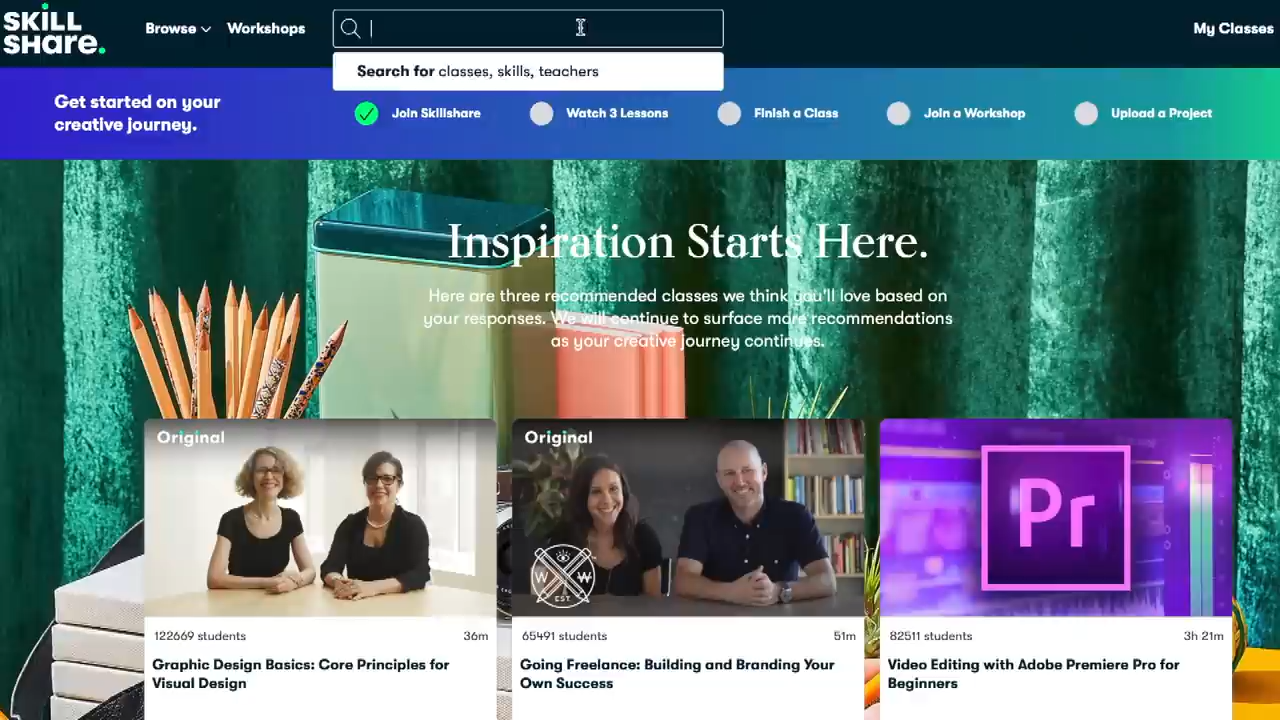 SKILL
SHare.
Browse
Workshops
My Classes
Search for classes, skills, teachers
Get started on your
creative journey.
Join Skillshare
Watch 3 Lessons
Finish a Class
Join a Workshop
Upload a Project
Inspiration Starts Here.
Here are three recommended classes we think you'll love based on
your responses. We will continue to surface more recommendations
as your creative journey continues.
Original
W W
EST.
Original
Pr
122669 students
36m
Graphic Design Basics: Core Principles for
Visual Design
65491 students
51m
Going Freelance: Building and Branding Your
Own Success
82511 students
3h 21m
Video Editing with Adobe Premiere Pro for
Beginners